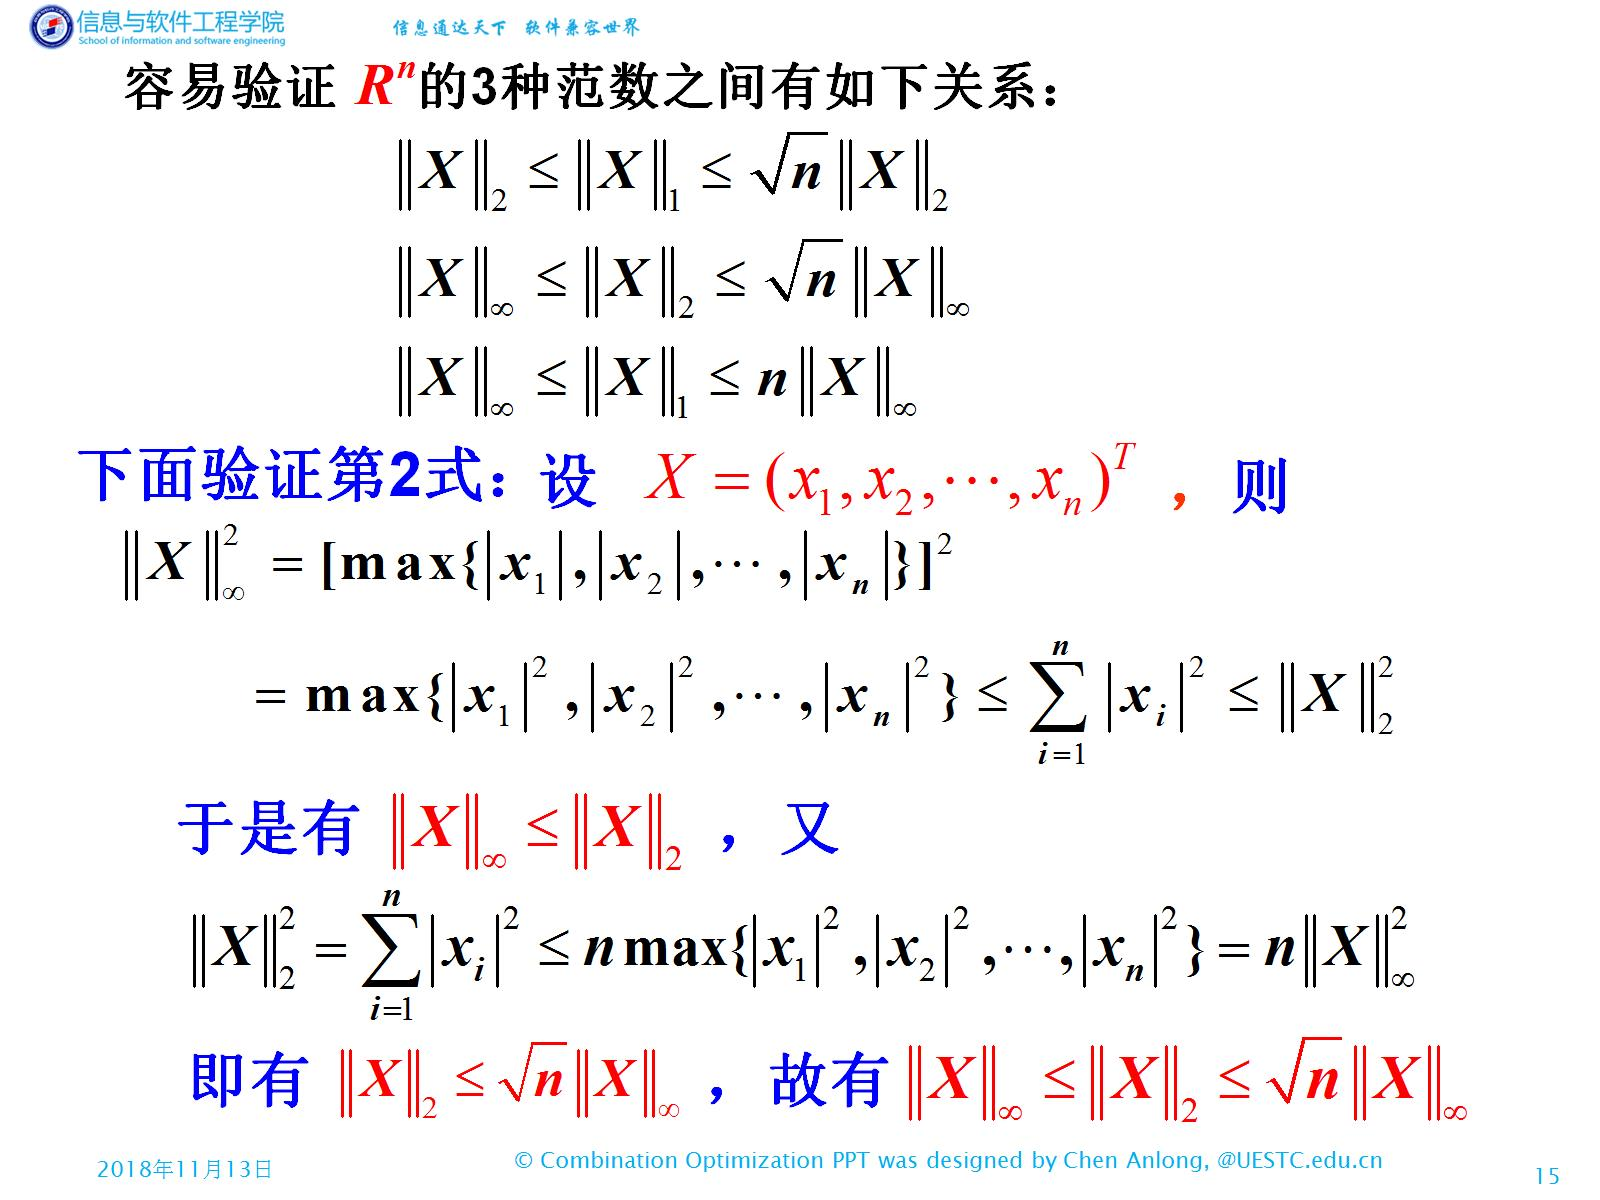 信息与软件工程学院
School of information and software engineering
信息通达天下 软件兼容世界
容易验证 Rⁿ的3种范数之间有如下关系：
‖X‖₂ ≤ ‖X‖₁ ≤ √n ‖X‖₂
‖X‖∞ ≤ ‖X‖₂ ≤ √n ‖X‖∞
‖X‖∞ ≤ ‖X‖₁ ≤ n‖X‖∞
下面验证第2式：设 X = (x₁, x₂, ⋯, xₙ)ᵀ ，则
‖X‖∞² = [max{|x₁|, |x₂|, ⋯, |xₙ|}]²
= max{|x₁|², |x₂|², ⋯, |xₙ|²} ≤ ∑ᵢ₌₁ⁿ |xᵢ|² ≤ ‖X‖₂²
于是有 ‖X‖∞ ≤ ‖X‖₂ ，又
‖X‖₂² = ∑ᵢ₌₁ⁿ |xᵢ|² ≤ n max{|x₁|², |x₂|², ⋯, |xₙ|²} = n‖X‖∞²
即有 ‖X‖₂ ≤ √n ‖X‖∞ ，故有 ‖X‖∞ ≤ ‖X‖₂ ≤ √n ‖X‖∞
2018年11月13日
© Combination Optimization PPT was designed by Chen Anlong, @UESTC.edu.cn
15